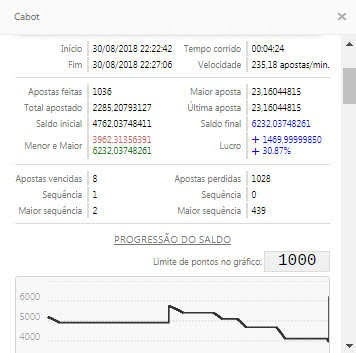 Cabot
Início 30/08/2018 22:22:42 Tempo corrido 00:04:24
Fim 30/08/2018 22:27:06 Velocidade 235,18 apostas/min.
Apostas feitas 1036 Maior aposta 23,16044815
Total apostado 2285,20793127 Última aposta 23,16044815
Saldo inicial 4762,03748411 Saldo final 6232,03748261
Menor e Maior 3962,31356391 Lucro + 1469,99999850
6232,03748261 + 30,87%
Apostas vencidas 8 Apostas perdidas 1028
Sequência 1 Sequência 0
Maior sequência 2 Maior sequência 439
PROGRESSÃO DO SALDO
Limite de pontos no gráfico: 1000
6000
5000
4000